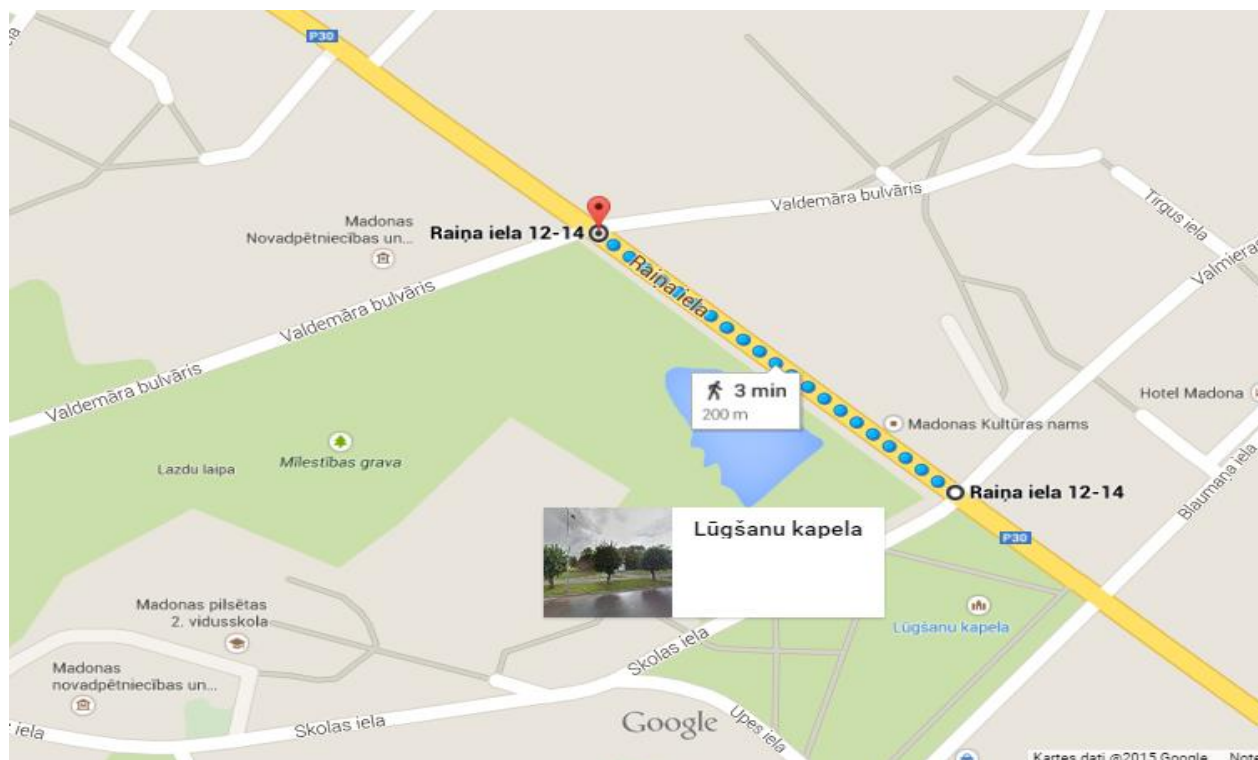 P30
Madonas
Novadpētniecības un...
Raiņa iela 12-14
Valdemāra bulvāris
Tirgus iela
Raiņa iela
Valdemāra bulvāris
Valdemāra bulvāris
3 min
200 m
Hotel Madona
Madonas Kultūras nams
Lazdu laipa
Mīlestības grava
Raiņa iela 12-14
Blaumaņa iela
Lūgšanu kapela
P30
Madonas pilsētas
2. vidusskola
Lūgšanu kapela
Skolas iela
Madonas
novadpētniecības un...
Skolas iela
iela
Google
Upes iela
Kartes dati ©2015 Google